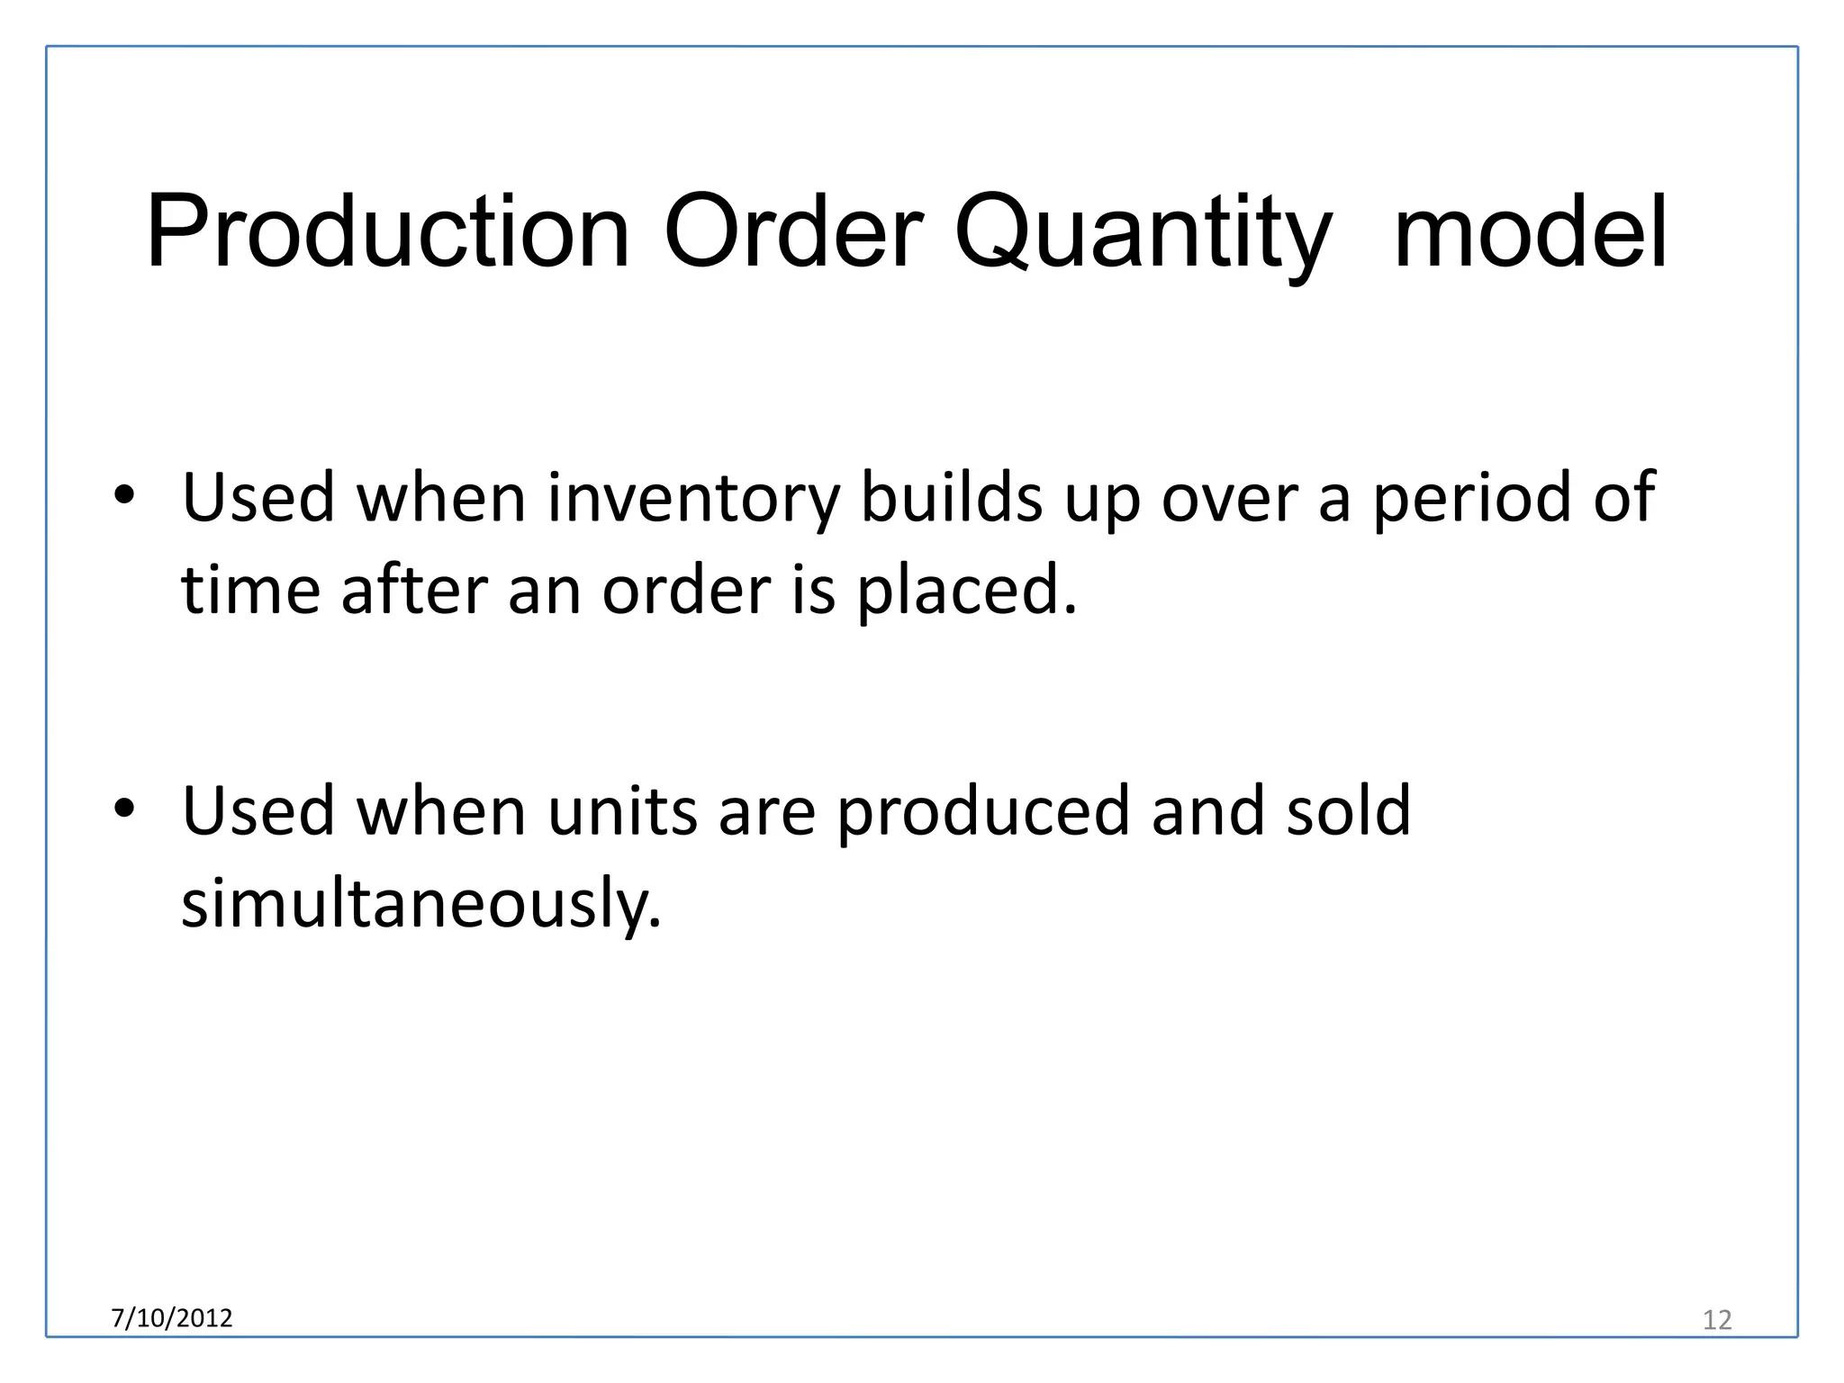 Production Order Quantity  model
• Used when inventory builds up over a period of
time after an order is placed.
• Used when units are produced and sold
simultaneously.
7/10/2012
12